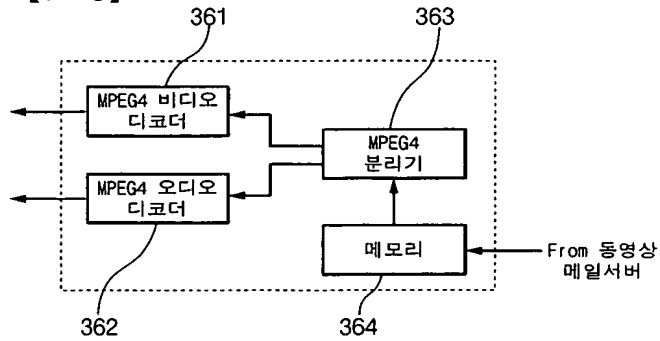 361
363
MPEG4 비디오
디코더
MPEG4
분리기
MPEG4 오디오
디코더
메모리
From 동영상
메일서버
362
364